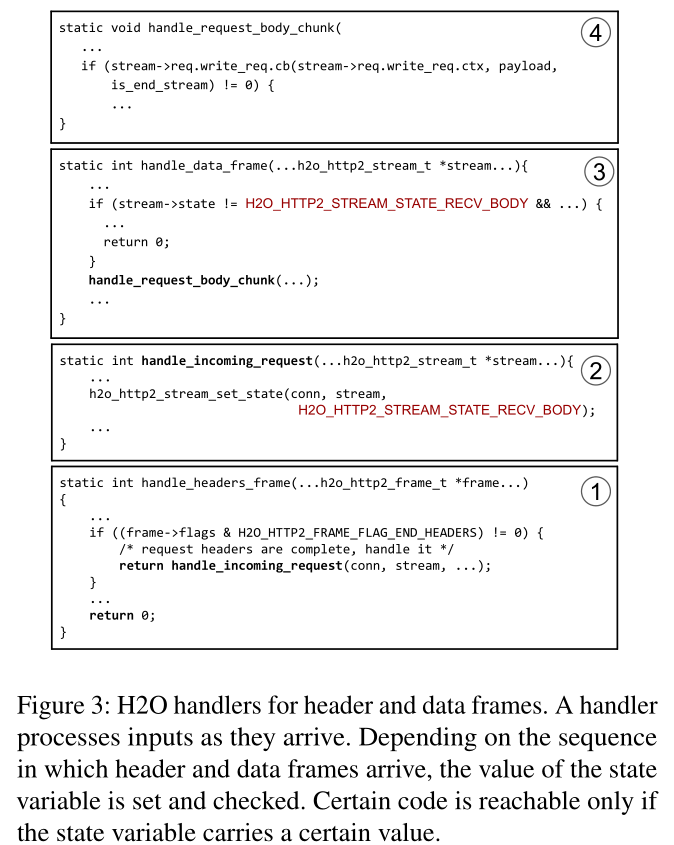 static void handle_request_body_chunk(
④
...
if (stream->req.write_req.cb(stream->req.write_req.ctx, payload,
is_end_stream) != 0) {
...
}
static int handle_data_frame(...h2o_http2_stream_t *stream...){
③
...
if (stream->state != H2O_HTTP2_STREAM_STATE_RECV_BODY && ...) {
...
return 0;
}
handle_request_body_chunk(...);
...
}
static int handle_incoming_request(...h2o_http2_stream_t *stream...){
②
...
h2o_http2_stream_set_state(conn, stream,
H2O_HTTP2_STREAM_STATE_RECV_BODY);
...
}
static int handle_headers_frame(...h2o_http2_frame_t *frame...)
①
{
...
if ((frame->flags & H2O_HTTP2_FRAME_FLAG_END_HEADERS) != 0) {
/* request headers are complete, handle it */
return handle_incoming_request(conn, stream, ...);
}
...
return 0;
}
Figure 3: H2O handlers for header and data frames. A handler
processes inputs as they arrive. Depending on the sequence
in which header and data frames arrive, the value of the state
variable is set and checked. Certain code is reachable only if
the state variable carries a certain value.